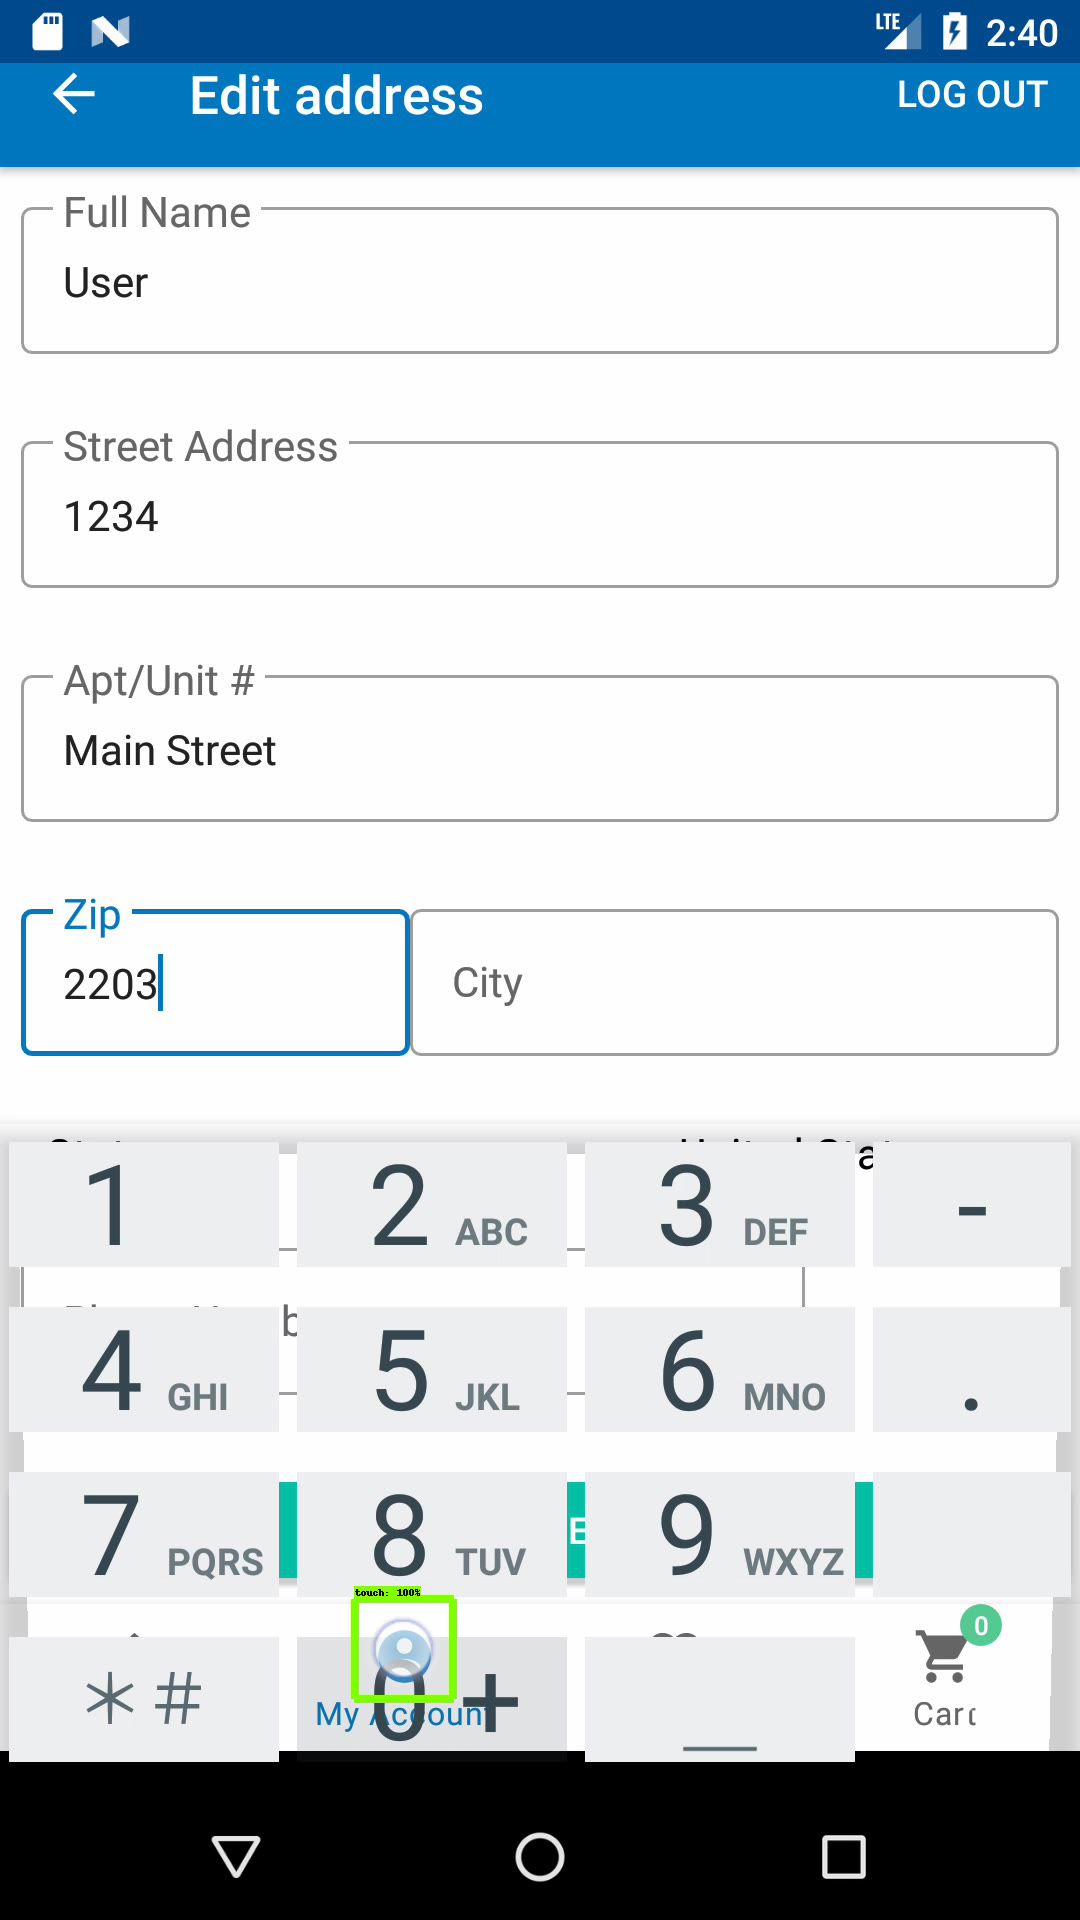 LTE 2:40
Edit address LOG OUT
Full Name
User
Street Address
1234
Apt/Unit #
Main Street
Zip
2203
City
1 2 ABC 3 DEF -
4 GHI 5 JKL 6 MNO .
7 PQRS 8 TUV 9 WXYZ
touch: 100%
0
* # 0 +
My Account